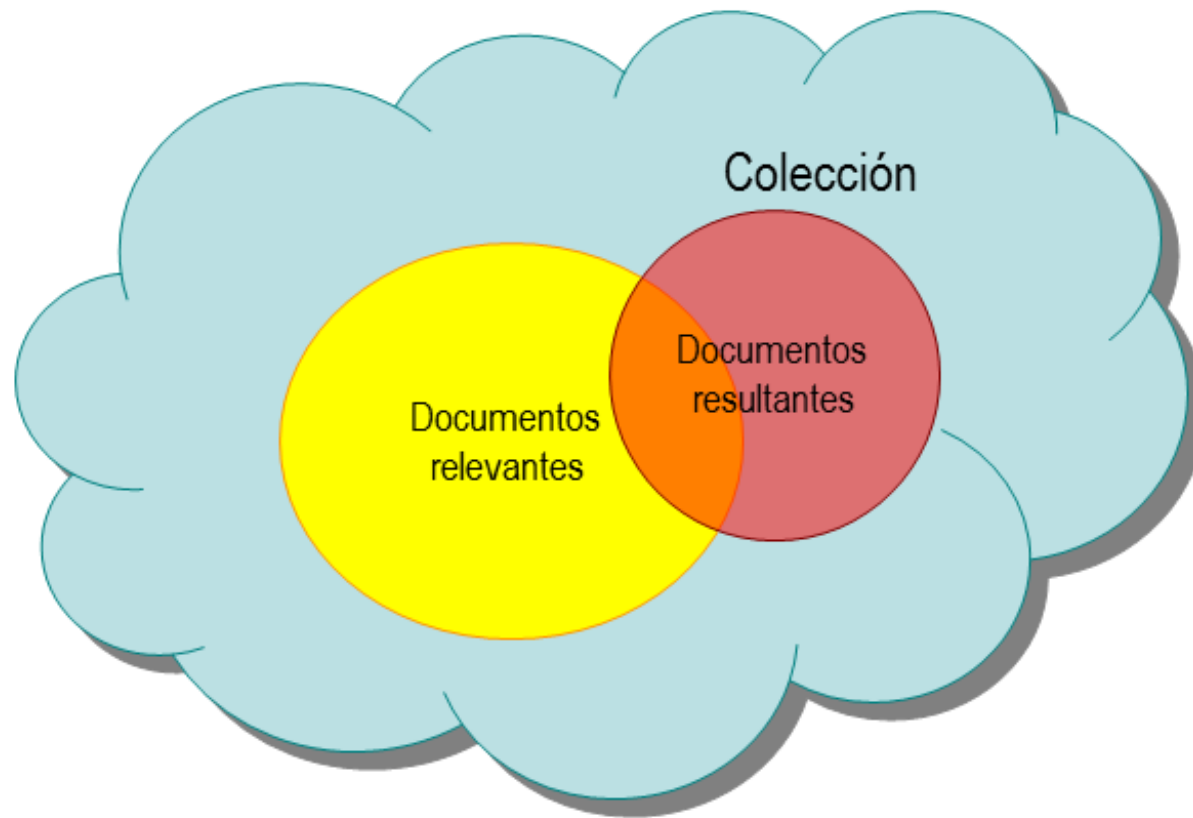 Colección
Documentos
resultantes
Documentos
relevantes